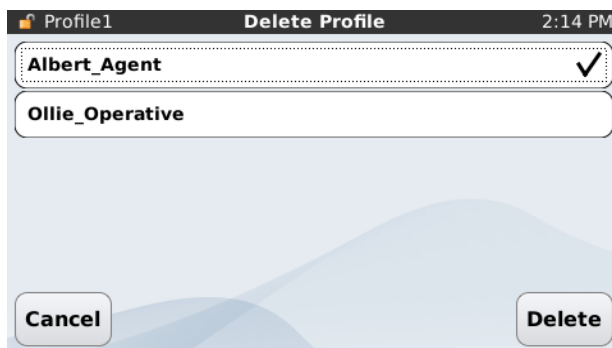 Profile1 Delete Profile 2:14 PM
Albert_Agent
Ollie_Operative
Cancel Delete